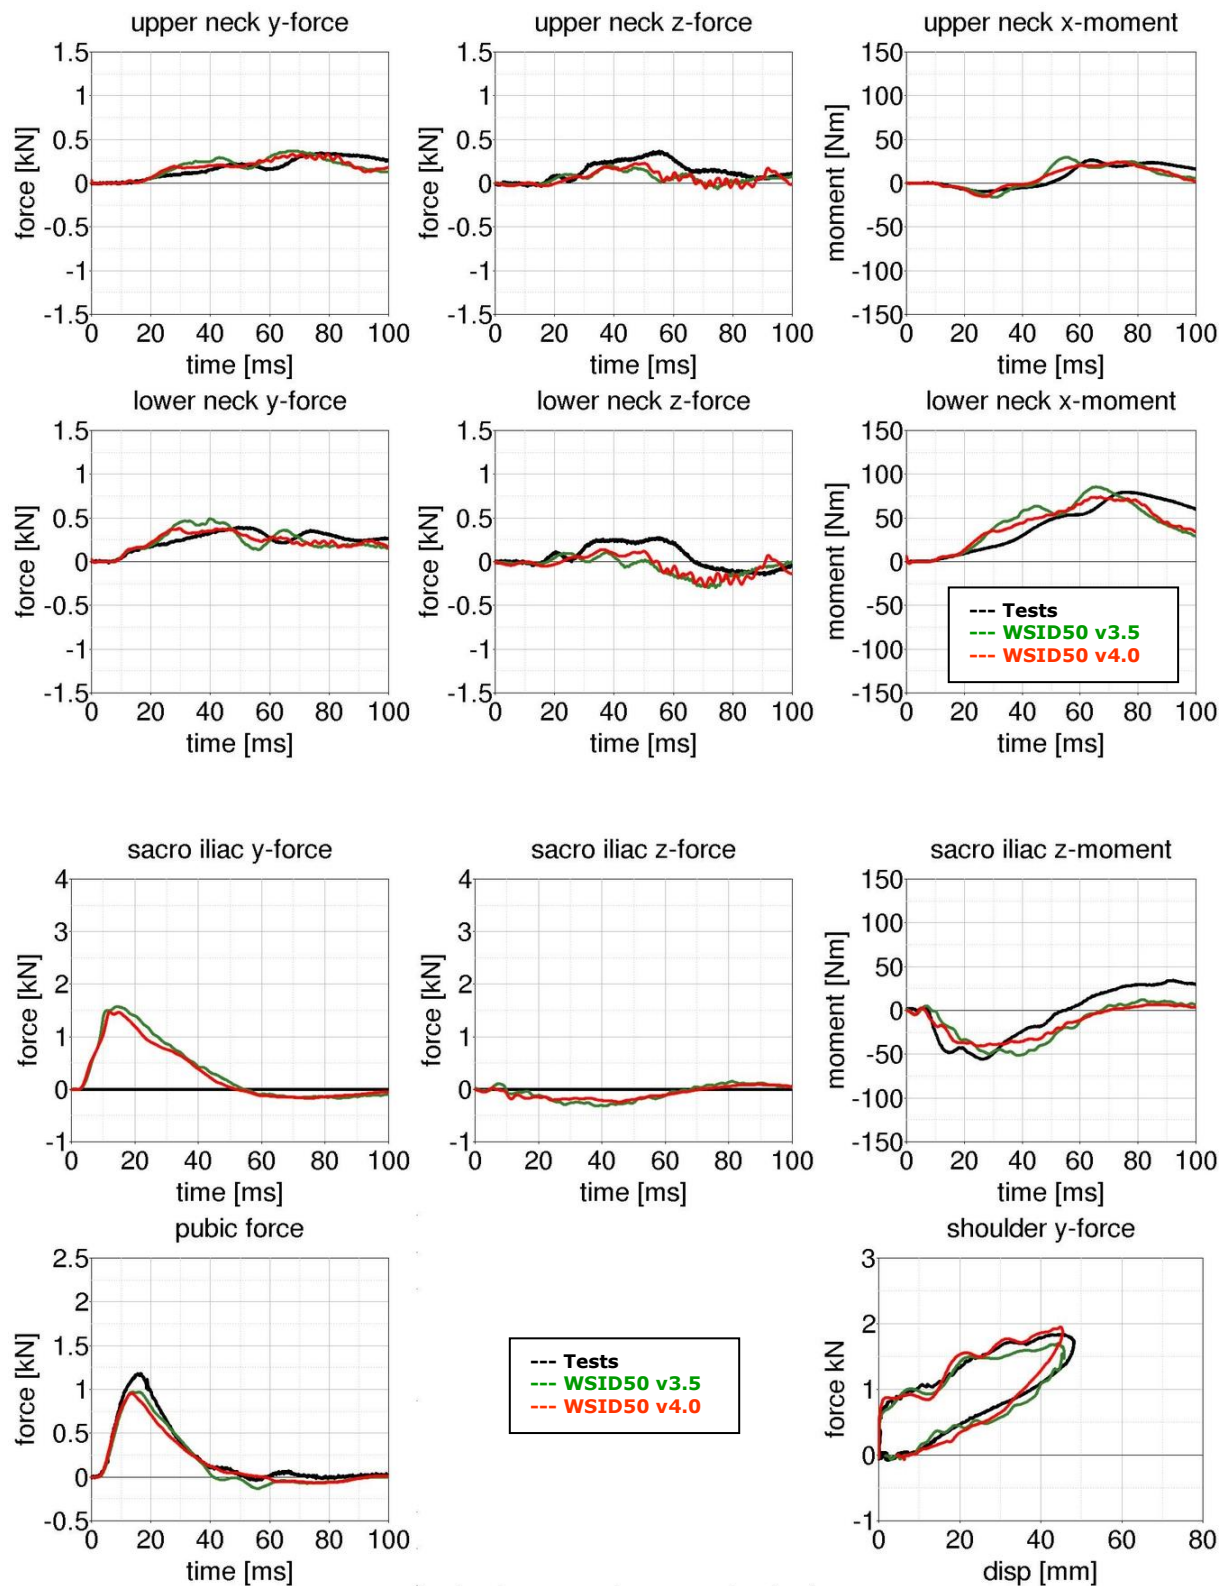 upper neck y-force
upper neck z-force
upper neck x-moment
1.5
1
0.5
0
-0.5
-1
-1.5
force [kN]
0 20 40 60 80 100
time [ms]
1.5
1
0.5
0
-0.5
-1
-1.5
force [kN]
0 20 40 60 80 100
time [ms]
150
100
50
0
-50
-100
-150
moment [Nm]
0 20 40 60 80 100
time [ms]
lower neck y-force
lower neck z-force
lower neck x-moment
1.5
1
0.5
0
-0.5
-1
-1.5
force [kN]
0 20 40 60 80 100
time [ms]
1.5
1
0.5
0
-0.5
-1
-1.5
force [kN]
0 20 40 60 80 100
time [ms]
150
100
50
0
-50
-100
-150
moment [Nm]
--- Tests
--- WSID50 v3.5
--- WSID50 v4.0
0 20 40 60 80 100
time [ms]
sacro iliac y-force
sacro iliac z-force
sacro iliac z-moment
4
3
2
1
0
-1
force [kN]
0 20 40 60 80 100
time [ms]
4
3
2
1
0
-1
force [kN]
0 20 40 60 80 100
time [ms]
150
100
50
0
-50
-100
-150
moment [Nm]
0 20 40 60 80 100
time [ms]
pubic force
shoulder y-force
2.5
2
1.5
1
0.5
0
-0.5
force [kN]
0 20 40 60 80 100
time [ms]
--- Tests
--- WSID50 v3.5
--- WSID50 v4.0
3
2
1
0
-1
force kN
0 20 40 60 80
disp [mm]